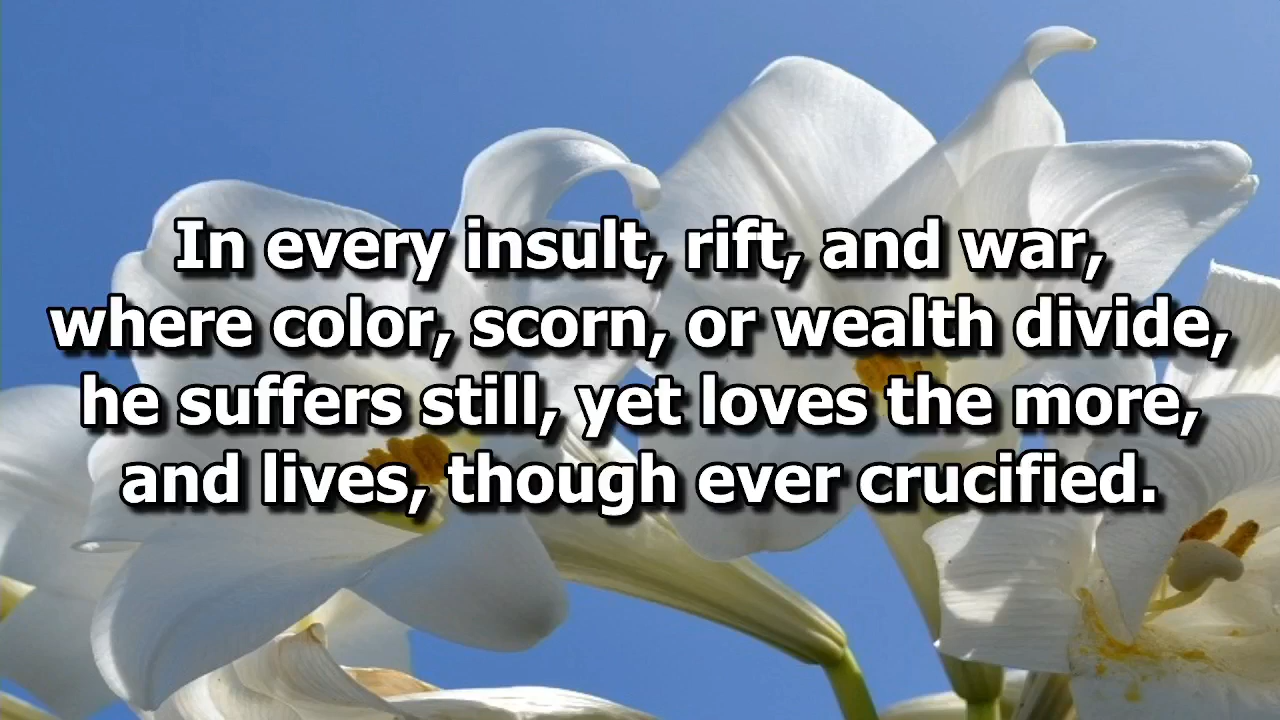 In every insult, rift, and war,
where color, scorn, or wealth divide,
he suffers still, yet loves the more,
and lives, though ever crucified.